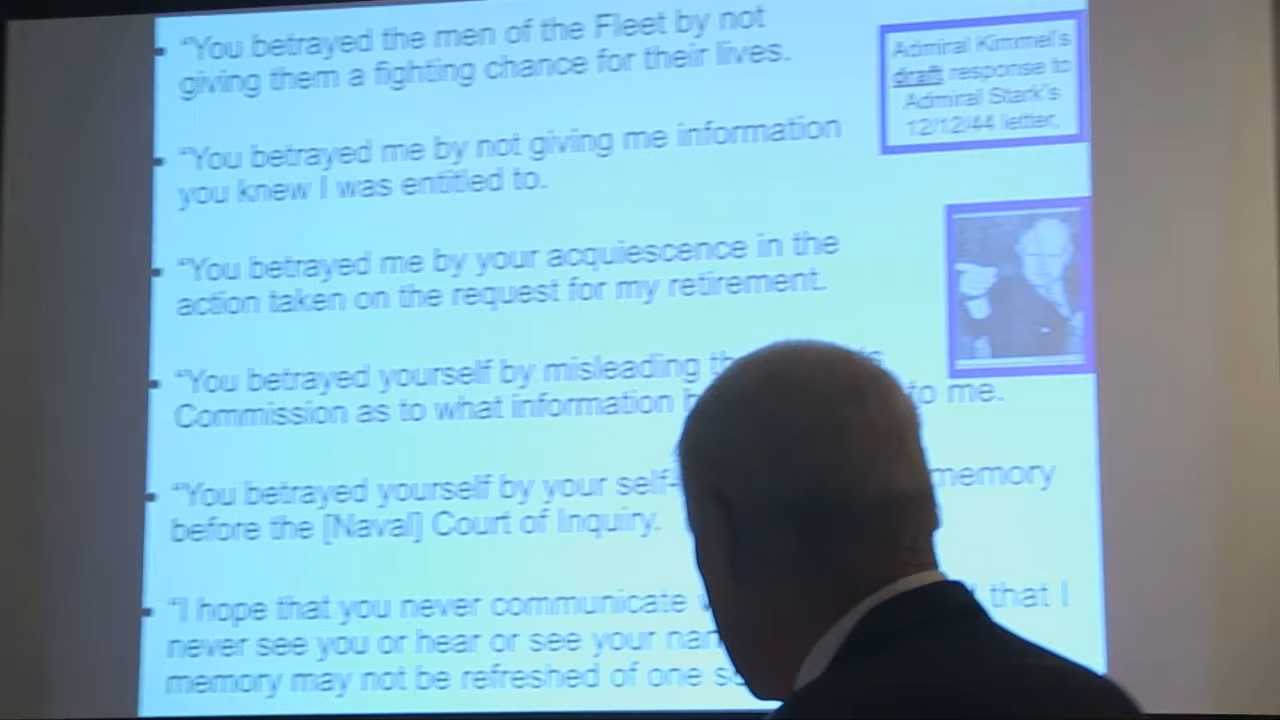 “You betrayed the men of the Fleet by not
giving them a fighting chance for their lives.
“You betrayed me by not giving me information
you knew I was entitled to.
“You betrayed me by your acquiescence in the
action taken on the request for my retirement.
“You betrayed yourself by misleading
Commission as to what information to me.
“You betrayed yourself by your self- memory
before the [Naval] Court of Inquiry.
“I hope that you never communicate that I
never see you or hear or see your
memory may not be refreshed of one
Admiral Kimmel's
draft response to
Admiral Stark's
12/12/44 letter.